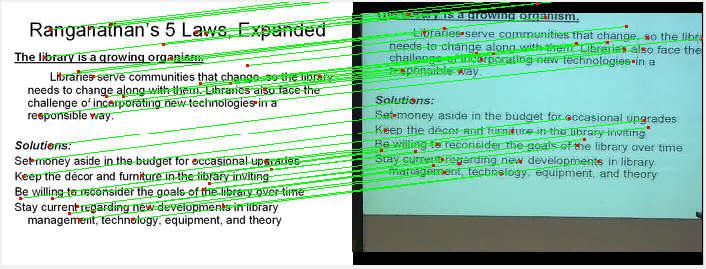 Ranganathan's 5 Laws, Expanded
The library is a growing organism.
Libraries serve communities that change, so the library
needs to change along with them. Libraries also face the
challenge of incorporating new technologies in a
responsible way.
Solutions:
Set money aside in the budget for occasional upgrades
Keep the décor and furniture in the library inviting
Be willing to reconsider the goals of the library over time
Stay current regarding new developments in library
management, technology, equipment, and theory
The library is a growing organism.
Libraries serve communities that change, so the libra
needs to change along with them. Libraries also face the
challenge of incorporating new technologies in a
responsible way.
Solutions:
Set money aside in the budget for occasional upgrades
Keep the décor and furniture in the library inviting
Be willing to reconsider the goals of the library over time
Stay current regarding new developments in library
management, technology, equipment, and theory